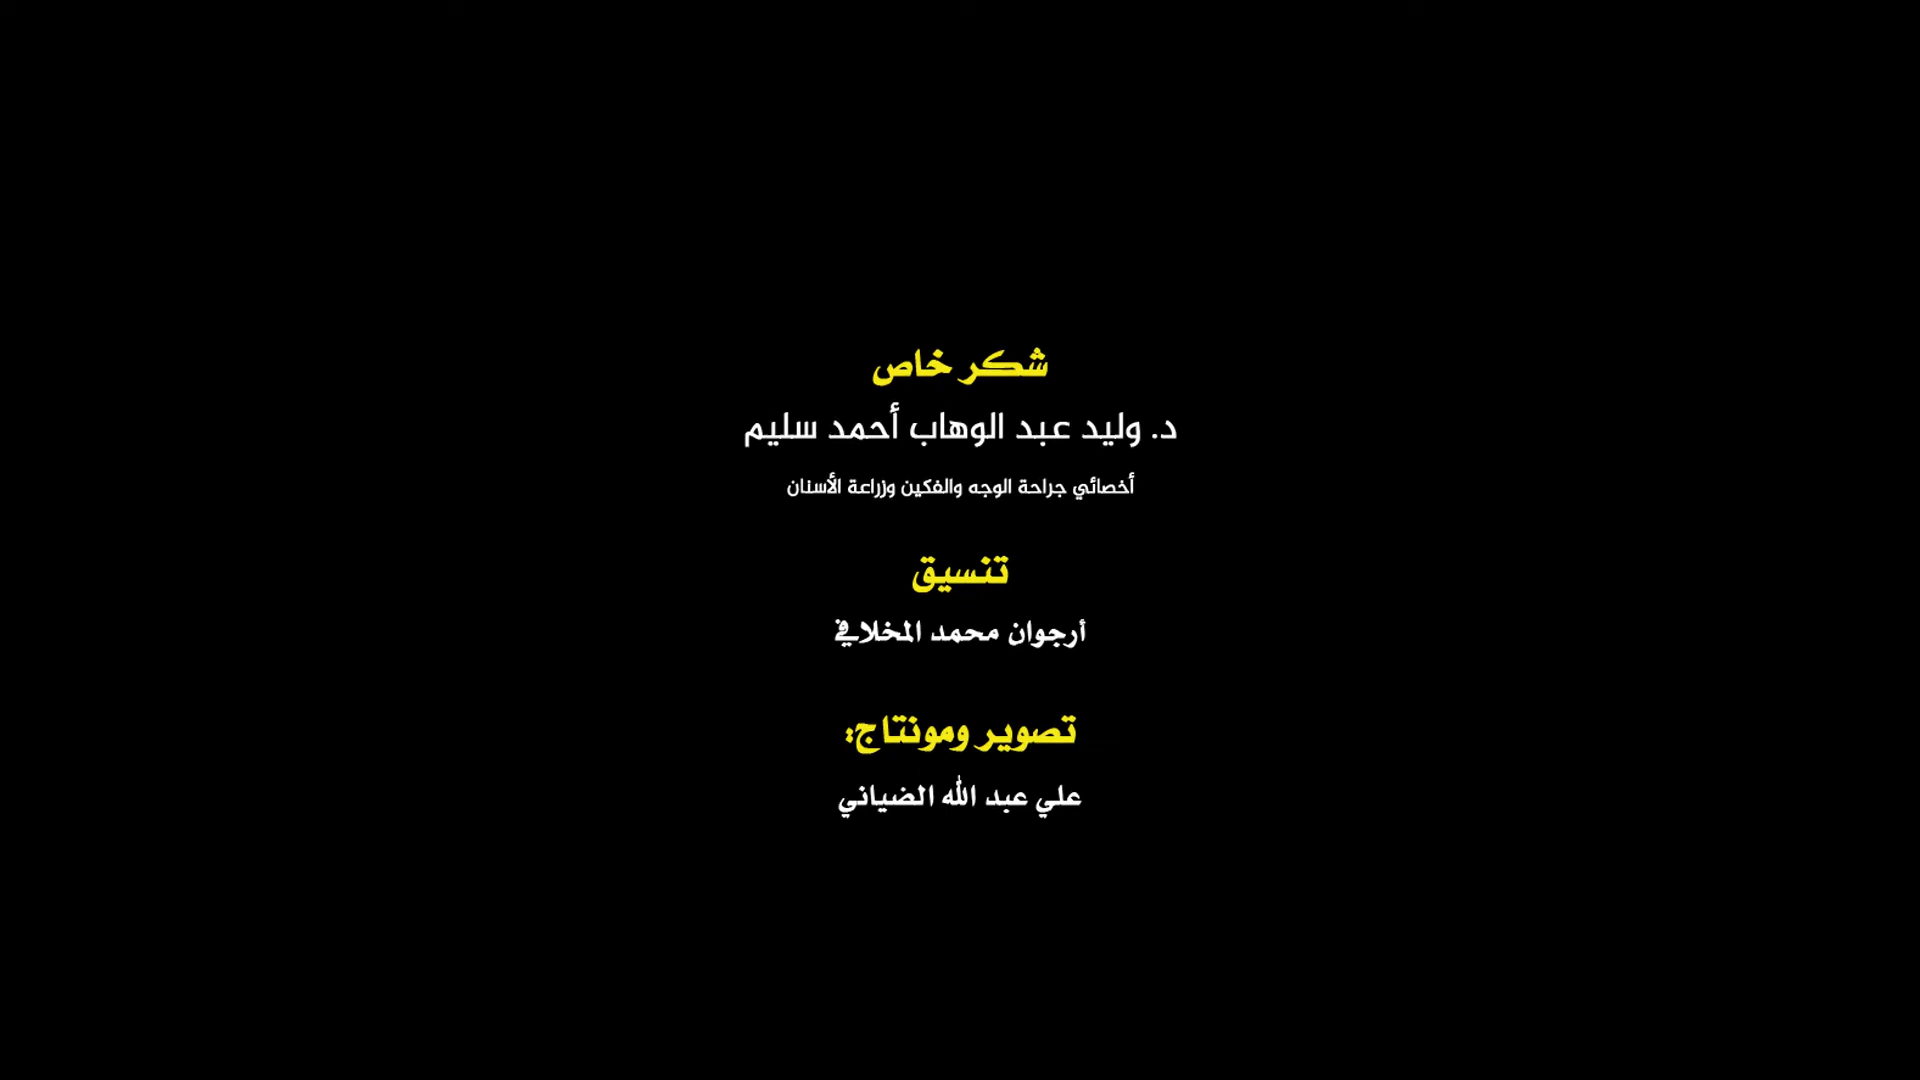 شكر خاص
د. وليد عبد الوهاب أحمد سليم
أخصائي جراحة الوجه والفكين وزراعة الأسنان
تنسيق
أرجوان محمد المخلافي
تصوير ومونتاج:
علي عبد الله الضياني